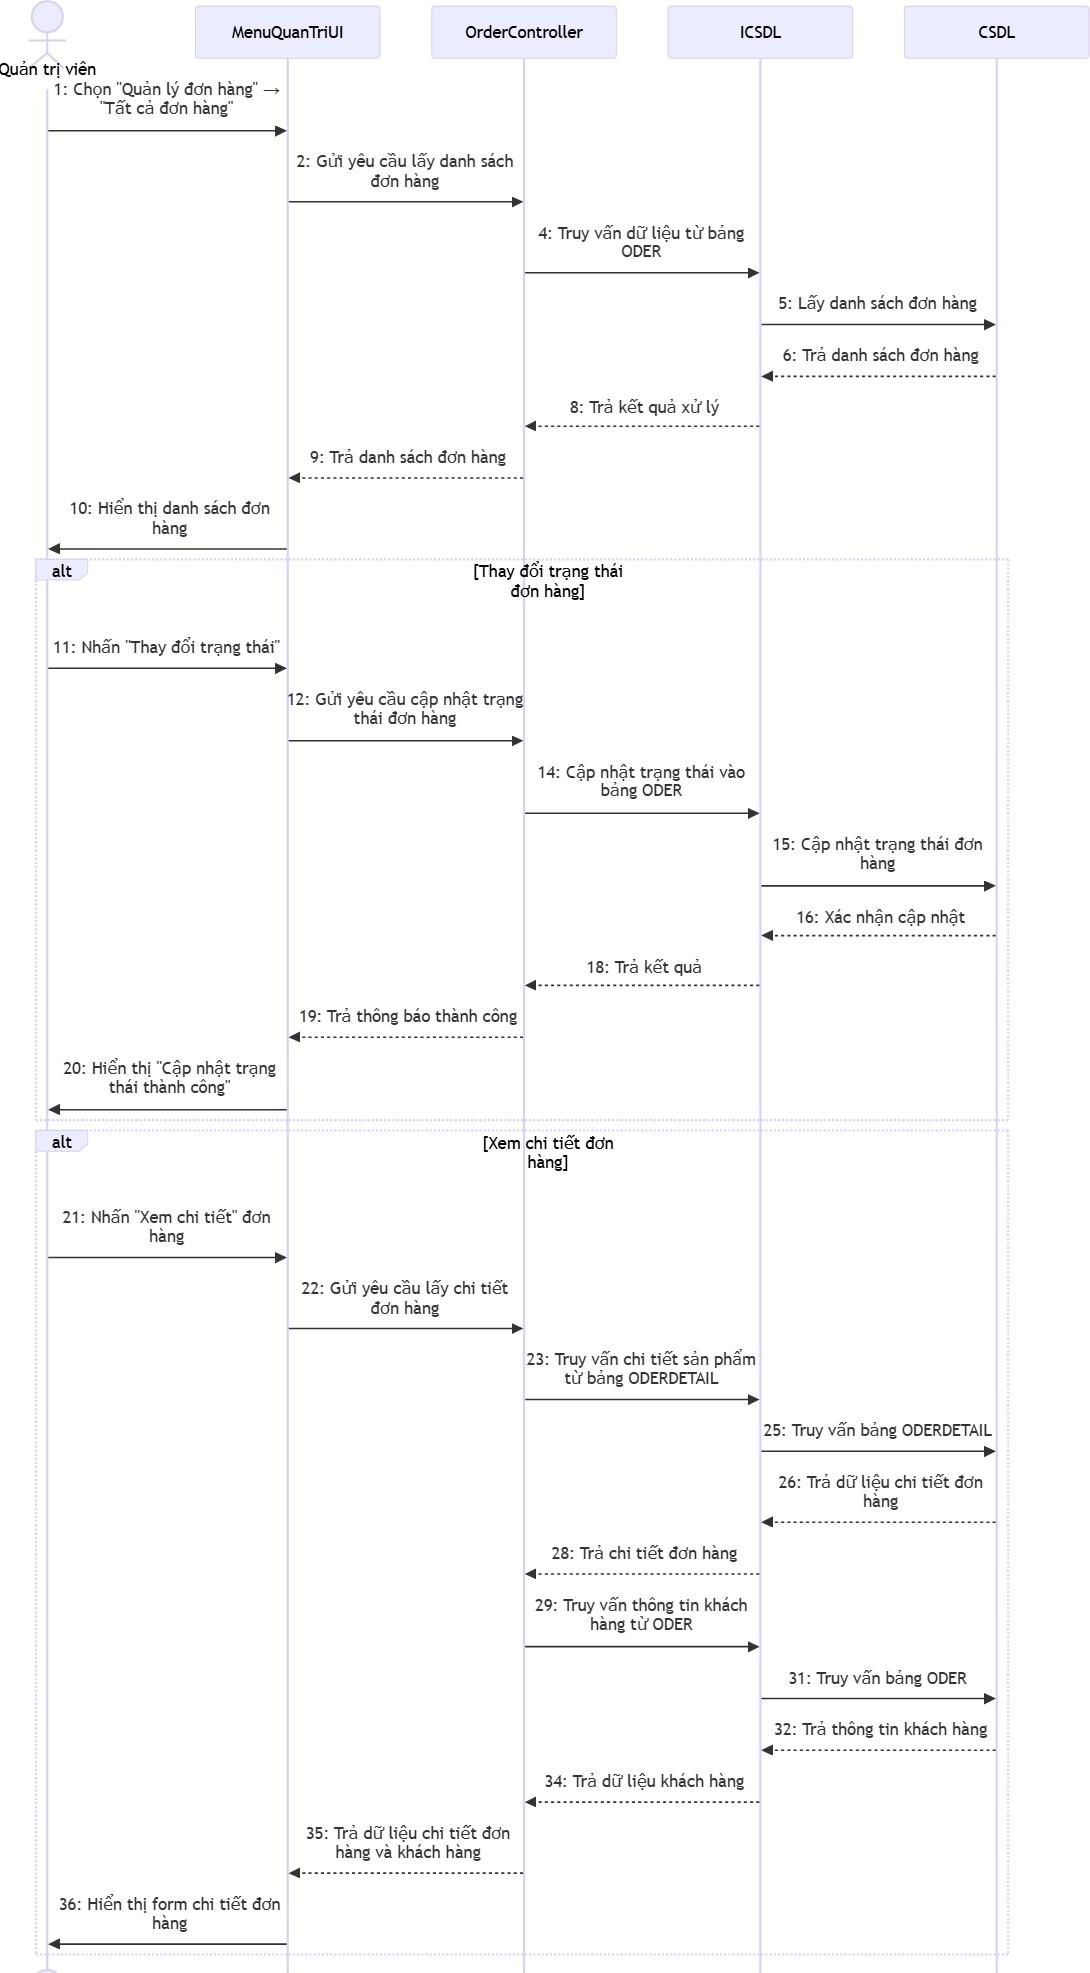 MenuQuanTriUI
OrderController
ICSDL
CSDL
Quản trị viên
1: Chọn "Quản lý đơn hàng" →
"Tất cả đơn hàng"
2: Gửi yêu cầu lấy danh sách
đơn hàng
4: Truy vấn dữ liệu từ bảng
ODER
5: Lấy danh sách đơn hàng
6: Trả danh sách đơn hàng
8: Trả kết quả xử lý
9: Trả danh sách đơn hàng
10: Hiển thị danh sách đơn
hàng
alt
[Thay đổi trạng thái
đơn hàng]
11: Nhấn "Thay đổi trạng thái"
12: Gửi yêu cầu cập nhật trạng
thái đơn hàng
14: Cập nhật trạng thái vào
bảng ODER
15: Cập nhật trạng thái đơn
hàng
16: Xác nhận cập nhật
18: Trả kết quả
19: Trả thông báo thành công
20: Hiển thị "Cập nhật trạng
thái thành công"
alt
[Xem chi tiết đơn
hàng]
21: Nhấn "Xem chi tiết" đơn
hàng
22: Gửi yêu cầu lấy chi tiết
đơn hàng
23: Truy vấn chi tiết sản phẩm
từ bảng ODERDETAIL
25: Truy vấn bảng ODERDETAIL
26: Trả dữ liệu chi tiết đơn
hàng
28: Trả chi tiết đơn hàng
29: Truy vấn thông tin khách
hàng từ ODER
31: Truy vấn bảng ODER
32: Trả thông tin khách hàng
34: Trả dữ liệu khách hàng
35: Trả dữ liệu chi tiết đơn
hàng và khách hàng
36: Hiển thị form chi tiết đơn
hàng